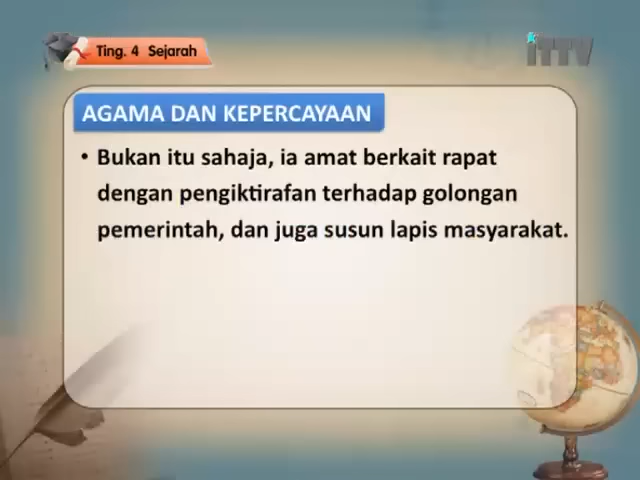 Ting. 4 Sejarah
iTTV
AGAMA DAN KEPERCAYAAN
• Bukan itu sahaja, ia amat berkait rapat
dengan pengiktirafan terhadap golongan
pemerintah, dan juga susun lapis masyarakat.